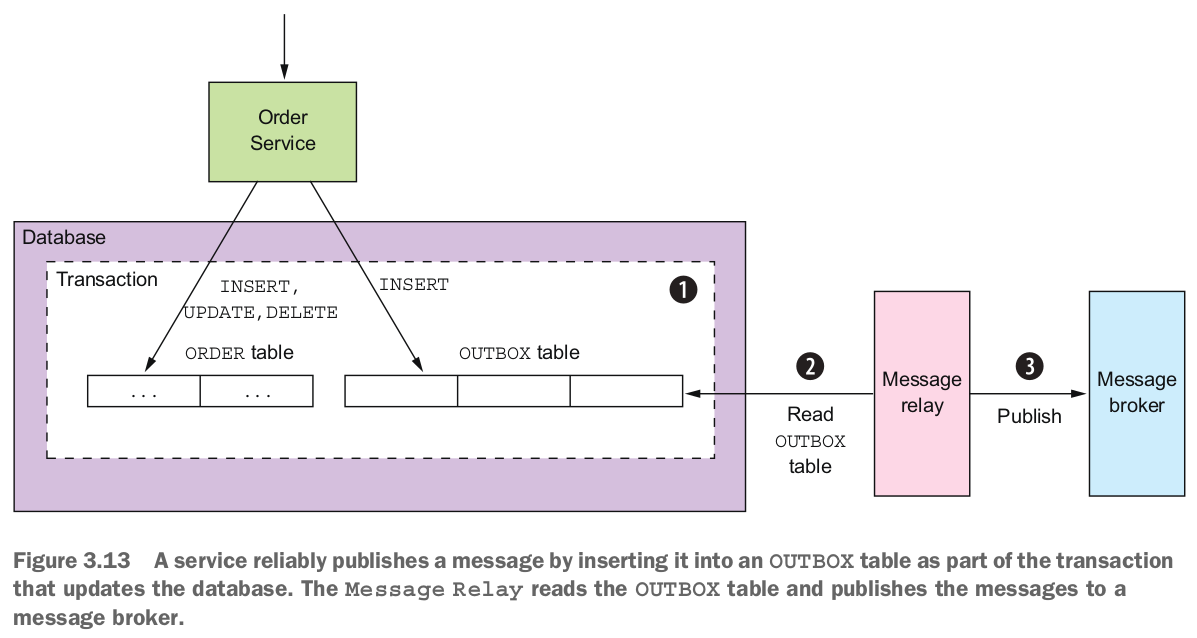 Order
Service
Database
Transaction
INSERT,
UPDATE,DELETE
INSERT
1
ORDER table
OUTBOX table
... ...
2
Read
OUTBOX
table
Message
relay
3
Publish
Message
broker
Figure 3.13 A service reliably publishes a message by inserting it into an OUTBOX table as part of the transaction
that updates the database. The Message Relay reads the OUTBOX table and publishes the messages to a
message broker.